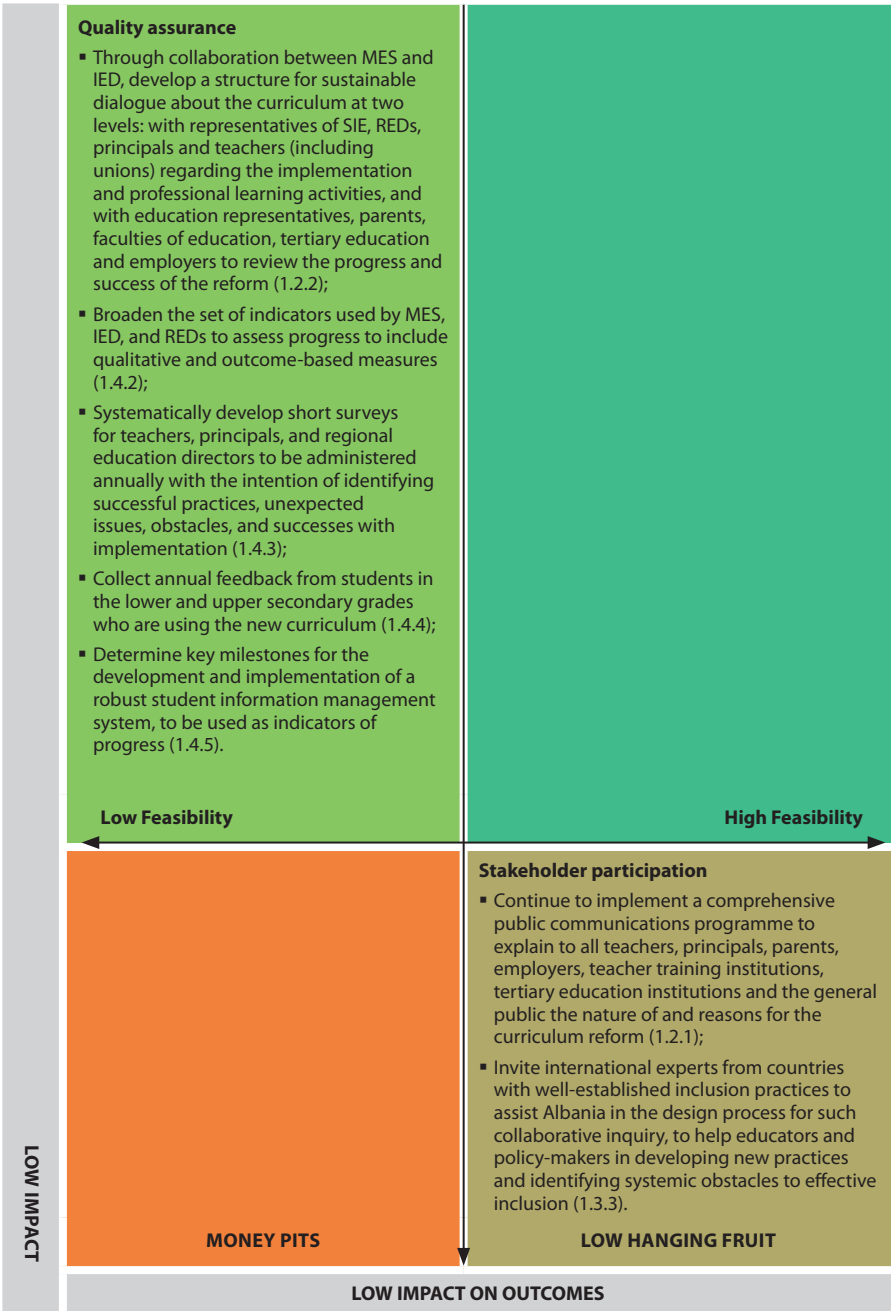 Quality assurance
▪ Through collaboration between MES and
IED, develop a structure for sustainable
dialogue about the curriculum at two
levels: with representatives of SIE, REDs,
principals and teachers (including
unions) regarding the implementation
and professional learning activities, and
with education representatives, parents,
faculties of education, tertiary education
and employers to review the progress and
success of the reform (1.2.2);
▪ Broaden the set of indicators used by MES,
IED, and REDs to assess progress to include
qualitative and outcome-based measures
(1.4.2);
▪ Systematically develop short surveys
for teachers, principals, and regional
education directors to be administered
annually with the intention of identifying
successful practices, unexpected
issues, obstacles, and successes with
implementation (1.4.3);
▪ Collect annual feedback from students in
the lower and upper secondary grades
who are using the new curriculum (1.4.4);
▪ Determine key milestones for the
development and implementation of a
robust student information management
system, to be used as indicators of
progress (1.4.5).
Low Feasibility
High Feasibility
Stakeholder participation
▪ Continue to implement a comprehensive
public communications programme to
explain to all teachers, principals, parents,
employers, teacher training institutions,
tertiary education institutions and the general
public the nature of and reasons for the
curriculum reform (1.2.1);
▪ Invite international experts from countries
with well-established inclusion practices to
assist Albania in the design process for such
collaborative inquiry, to help educators and
policy-makers in developing new practices
and identifying systemic obstacles to effective
inclusion (1.3.3).
LOW IMPACT
MONEY PITS
LOW HANGING FRUIT
LOW IMPACT ON OUTCOMES